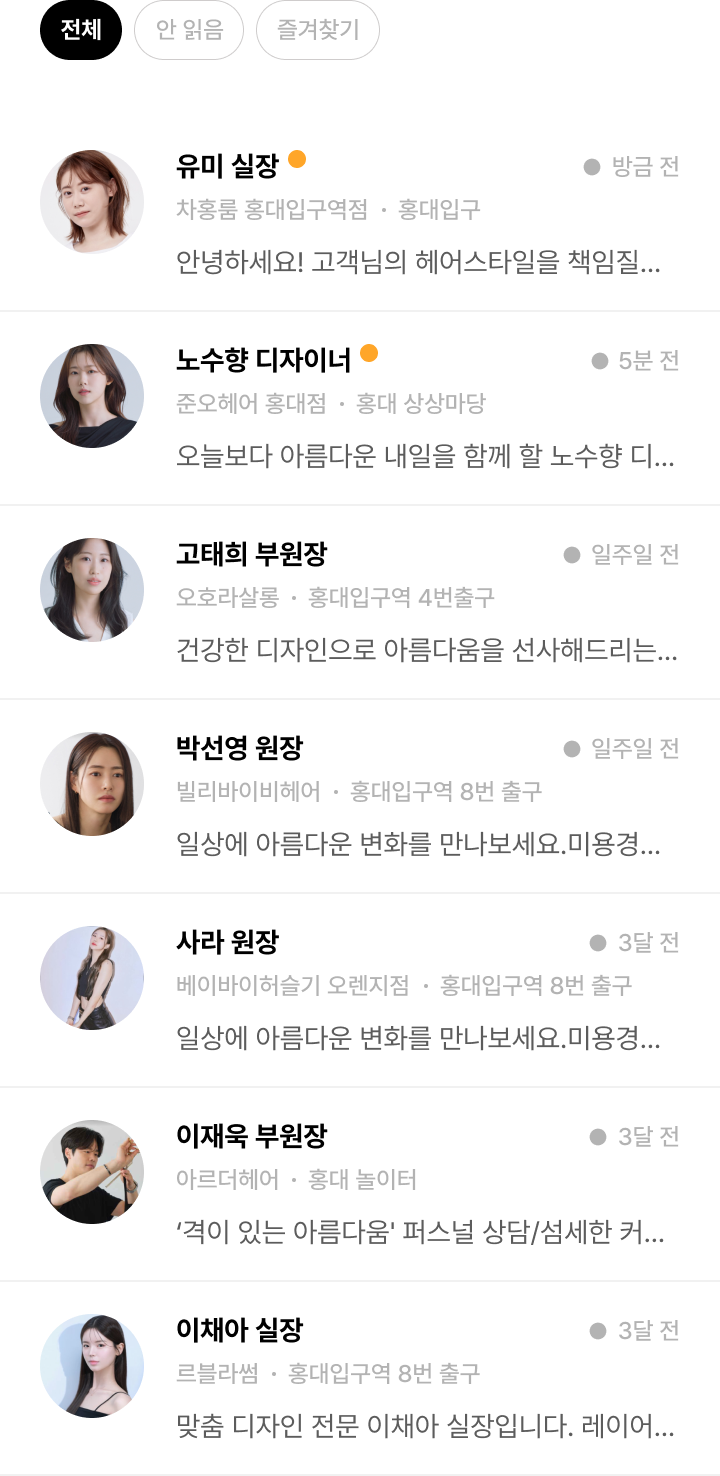 전체 안 읽음 즐겨찾기
유미 실장 방금 전
차홍룸 홍대입구역점 · 홍대입구
안녕하세요! 고객님의 헤어스타일을 책임질...
노수향 디자이너 5분 전
준오헤어 홍대점 · 홍대 상상마당
오늘보다 아름다운 내일을 함께 할 노수향 디...
고태희 부원장 일주일 전
오호라살롱 · 홍대입구역 4번출구
건강한 디자인으로 아름다움을 선사해드리는...
박선영 원장 일주일 전
빌리바이비헤어 · 홍대입구역 8번 출구
일상에 아름다운 변화를 만나보세요.미용경...
사라 원장 3달 전
베이바이허슬기 오렌지점 · 홍대입구역 8번 출구
일상에 아름다운 변화를 만나보세요.미용경...
이재욱 부원장 3달 전
아르더헤어 · 홍대 놀이터
‘격이 있는 아름다움' 퍼스널 상담/섬세한 커...
이채아 실장 3달 전
르블라썸 · 홍대입구역 8번 출구
맞춤 디자인 전문 이채아 실장입니다. 레이어...